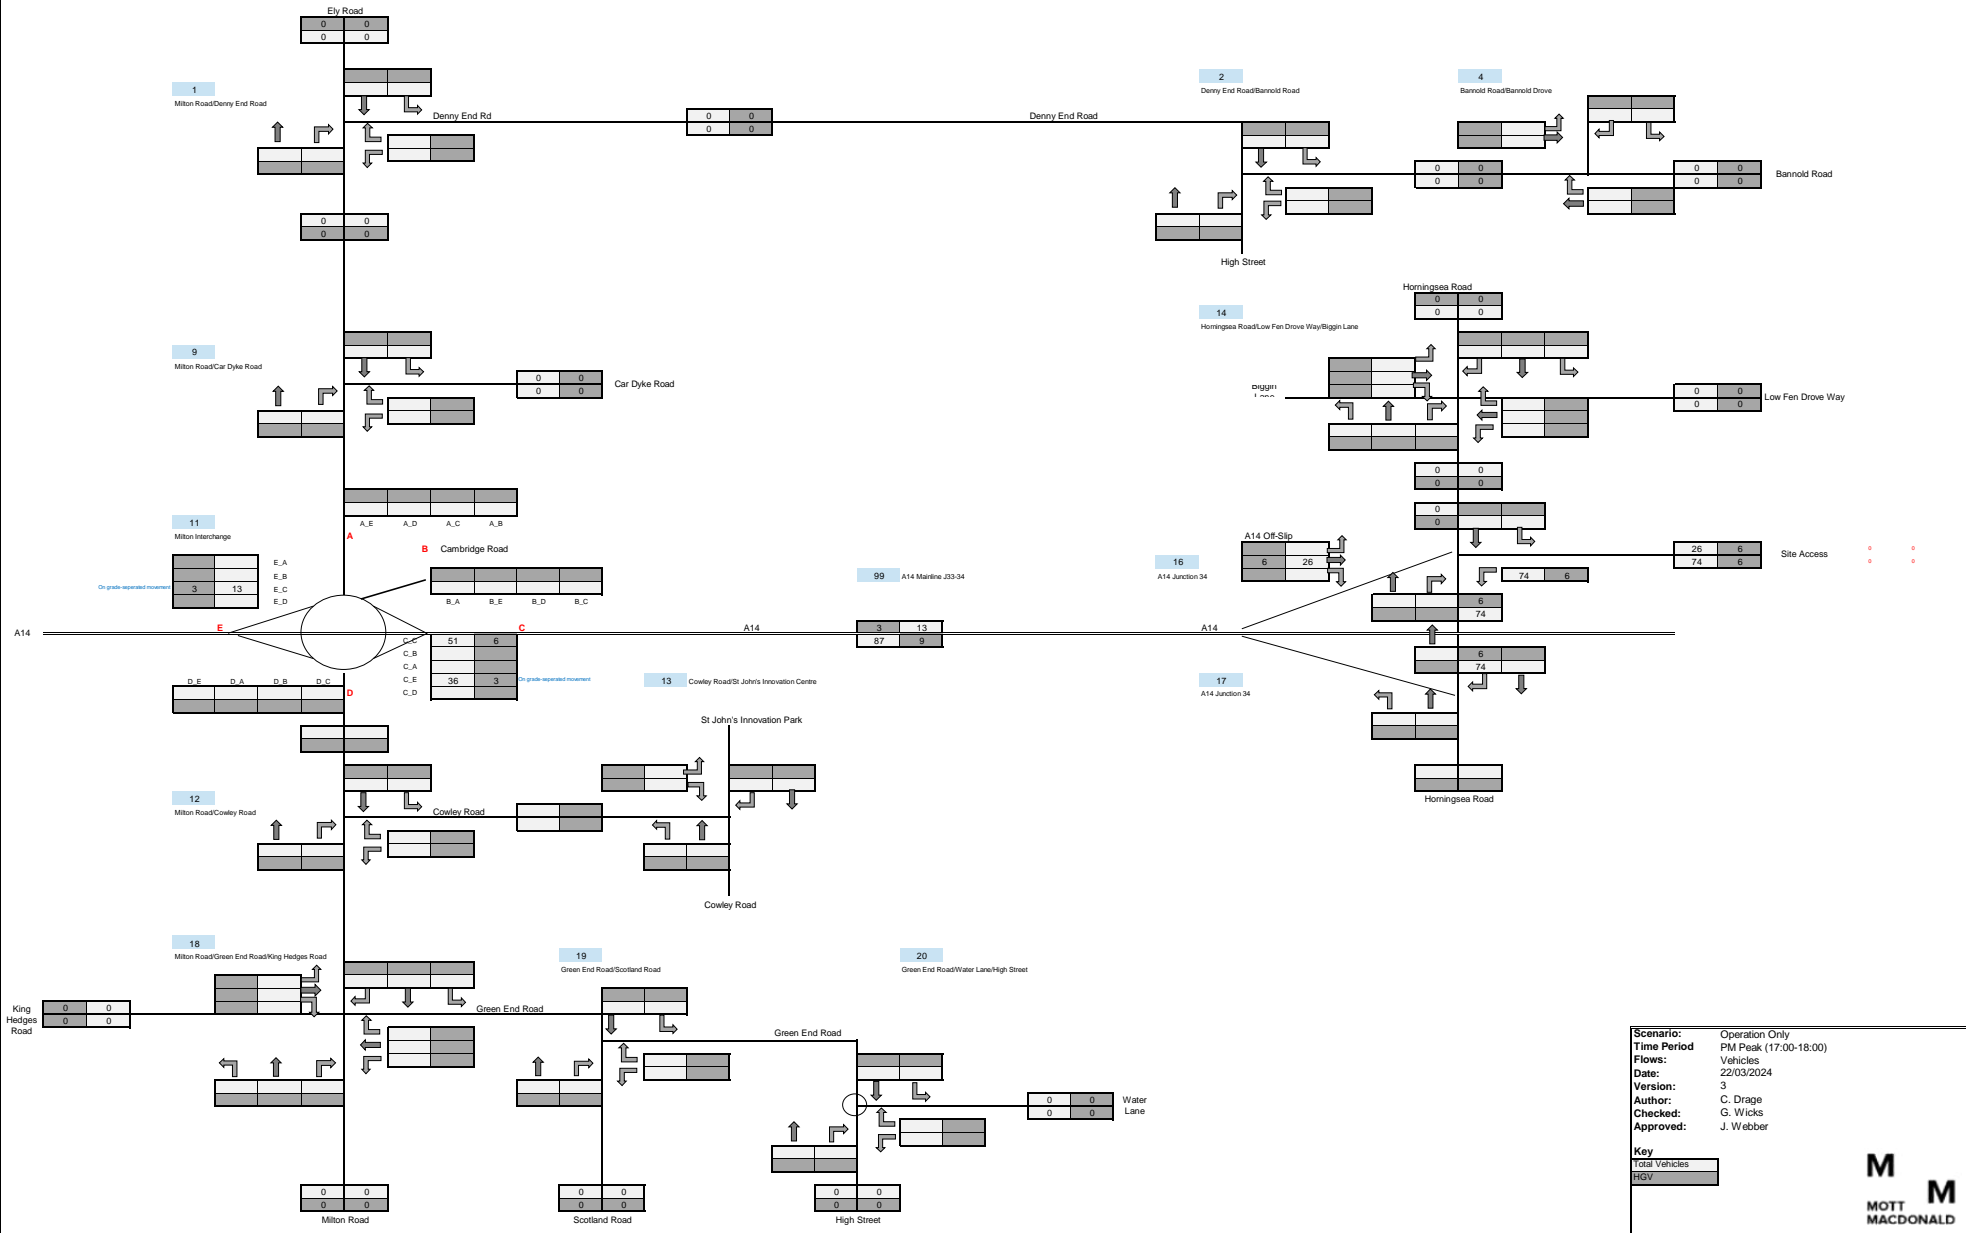 Ely Road
0 0
0 0
1
Milton Road/Denny End Road
Denny End Rd
0 0
0 0
Denny End Road
2
Denny End Road/Bannold Road
4
Bannold Road/Bannold Drove
0 0
0 0
0 0
0 0
Bannold Road
High Street
0 0
0 0
9
Milton Road/Car Dyke Road
0 0
0 0
Car Dyke Road
Horningsea Road
0 0
0 0
14
Horningsea Road/Low Fen Drove Way/Biggin Lane
Biggin
Lane
0 0
0 0
Low Fen Drove Way
0 0
0 0
11
Milton Interchange
A_E A_D A_C A_B
A
B Cambridge Road
E_A
E_B
On grade-seperated movement 3 13 E_C
E_D
B_A B_E B_D B_C
99 A14 Mainline J33-34
16
A14 Junction 34
A14 Off-Slip
6 26
0
0
26 6
74 6
Site Access
0 0
0 0
74 6
6
74
A14
E
C
A14
3 13
87 9
A14
C_C 51 6
C_B
C_A
C_E 36 3 On grade-seperated movement
C_D
D_E D_A D_B D_C
D
13 Cowley Road/St John's Innovation Centre
17
A14 Junction 34
6
74
St John's Innovation Park
12
Milton Road/Cowley Road
Cowley Road
Horningsea Road
Cowley Road
18
Milton Road/Green End Road/King Hedges Road
19
Green End Road/Scotland Road
20
Green End Road/Water Lane/High Street
King
Hedges
Road
0 0
0 0
Green End Road
Green End Road
0 0
0 0
Water
Lane
0 0
0 0
Milton Road
0 0
0 0
Scotland Road
0 0
0 0
High Street
Scenario: Operation Only
Time Period PM Peak (17:00-18:00)
Flows: Vehicles
Date: 22/03/2024
Version: 3
Author: C. Drage
Checked: G. Wicks
Approved: J. Webber
Key
Total Vehicles
HGV
M
M
MOTT
MACDONALD